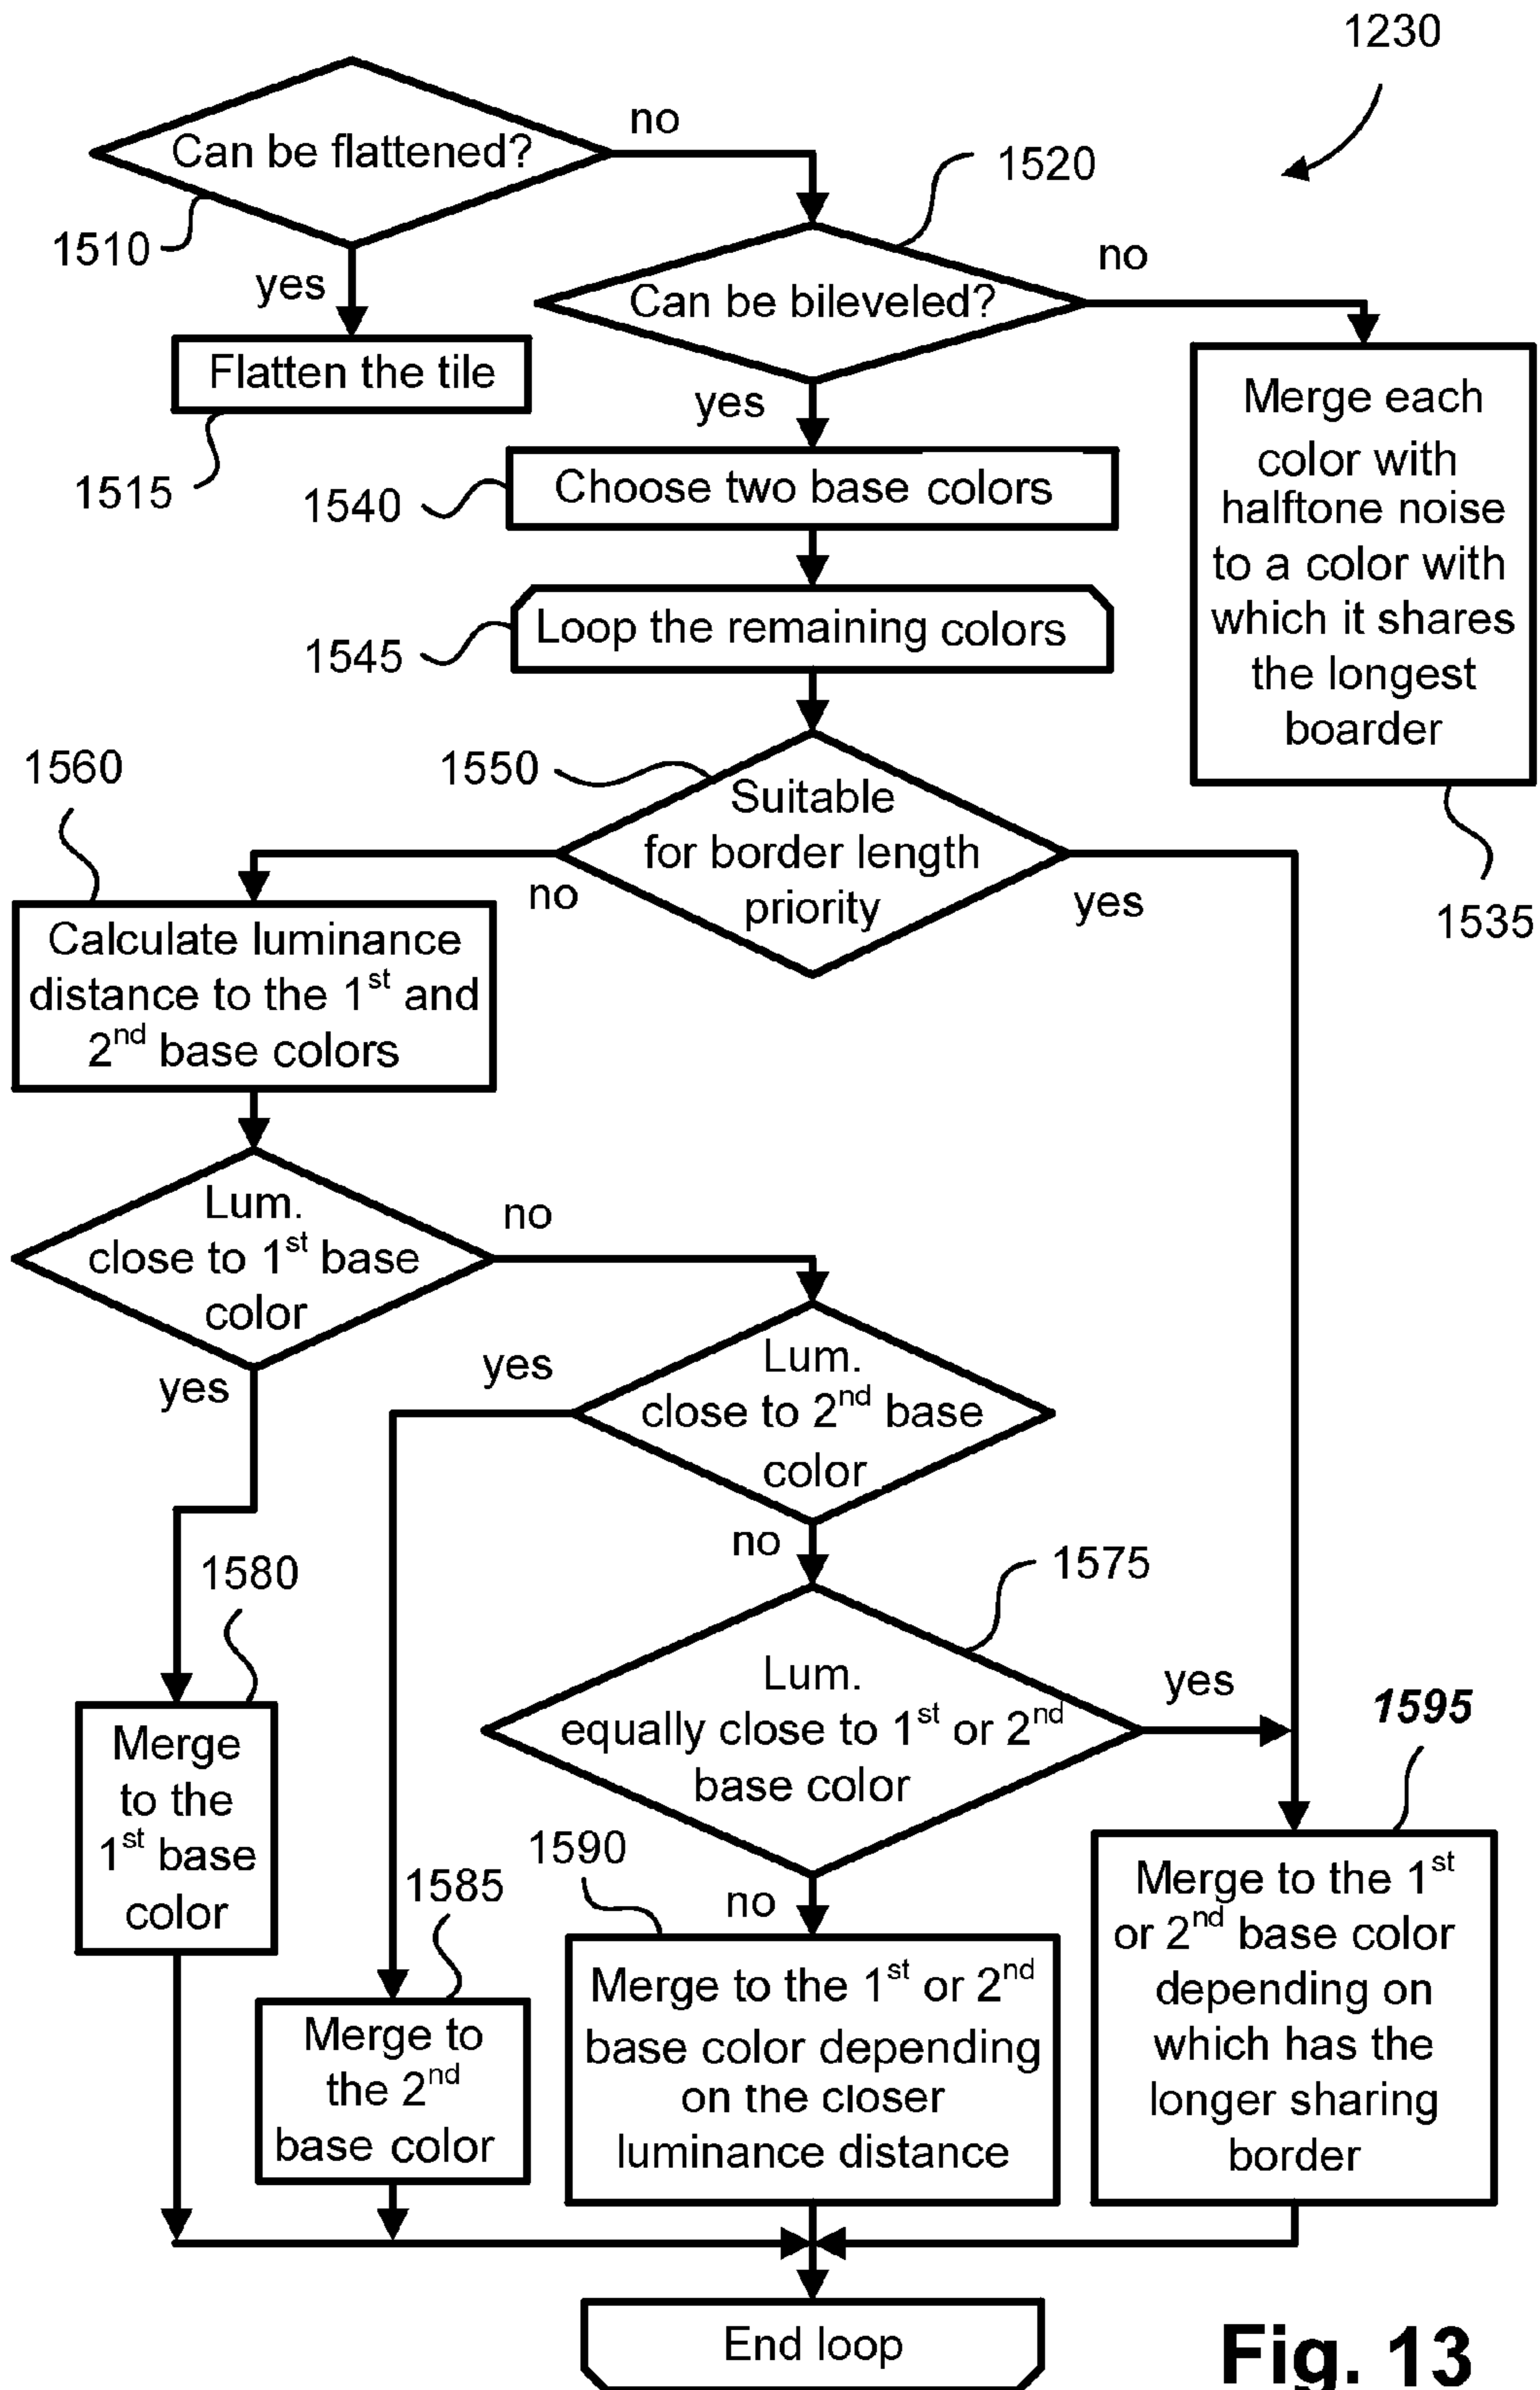 1230
Can be flattened?
no
1510
yes
1520
Can be bileveled?
no
Flatten the tile
1515
yes
Merge each
color with
halftone noise
to a color with
which it shares
the longest
boarder
1535
1540
Choose two base colors
1545
Loop the remaining colors
1550
Suitable
for border length
priority
no
yes
1560
Calculate luminance
distance to the 1st and
2nd base colors
Lum.
close to 1st base
color
no
yes
Lum.
close to 2nd base
color
yes
no
1575
Lum.
equally close to 1st or 2nd
base color
yes
no
1580
Merge
to the
1st base
color
1585
Merge to
the 2nd
base color
1590
Merge to the 1st or 2nd
base color depending
on the closer
luminance distance
1595
Merge to the 1st
or 2nd base color
depending on
which has the
longer sharing
border
End loop
Fig. 13